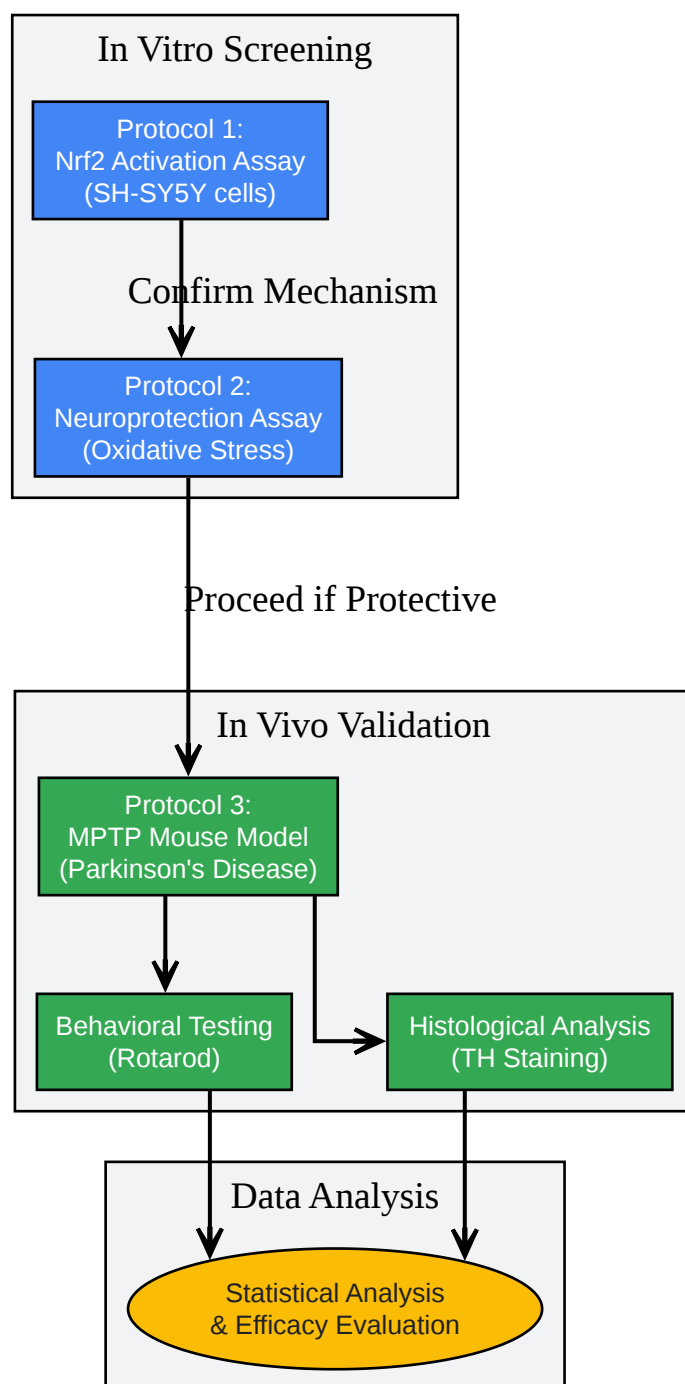 In Vitro Screening
Protocol 1:
Nrf2 Activation Assay
(SH-SY5Y cells)
Confirm Mechanism
Protocol 2:
Neuroprotection Assay
(Oxidative Stress)
Proceed if Protective
In Vivo Validation
Protocol 3:
MPTP Mouse Model
(Parkinson's Disease)
Behavioral Testing
(Rotarod)
Histological Analysis
(TH Staining)
Data Analysis
Statistical Analysis
& Efficacy Evaluation